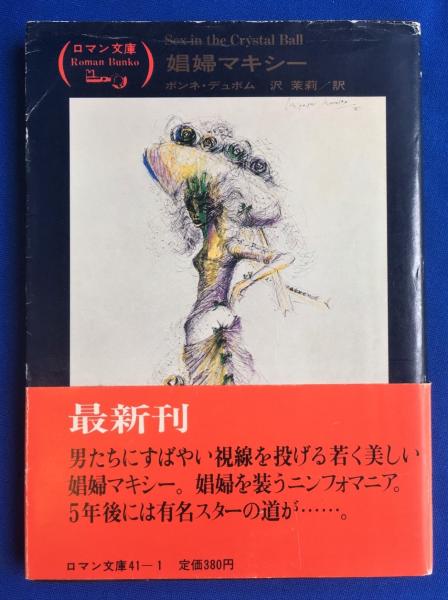 ロマン文庫
Roman Bunko
Sex in the Crystal Ball
娼婦マキシー
ボンネ・デュボム 沢 茉莉/訳
最新刊
男たちにすばやい視線を投げる若く美しい
娼婦マキシー。娼婦を装うニンフォマニア。
5年後には有名スターの道が……。
ロマン文庫41―1 定価380円